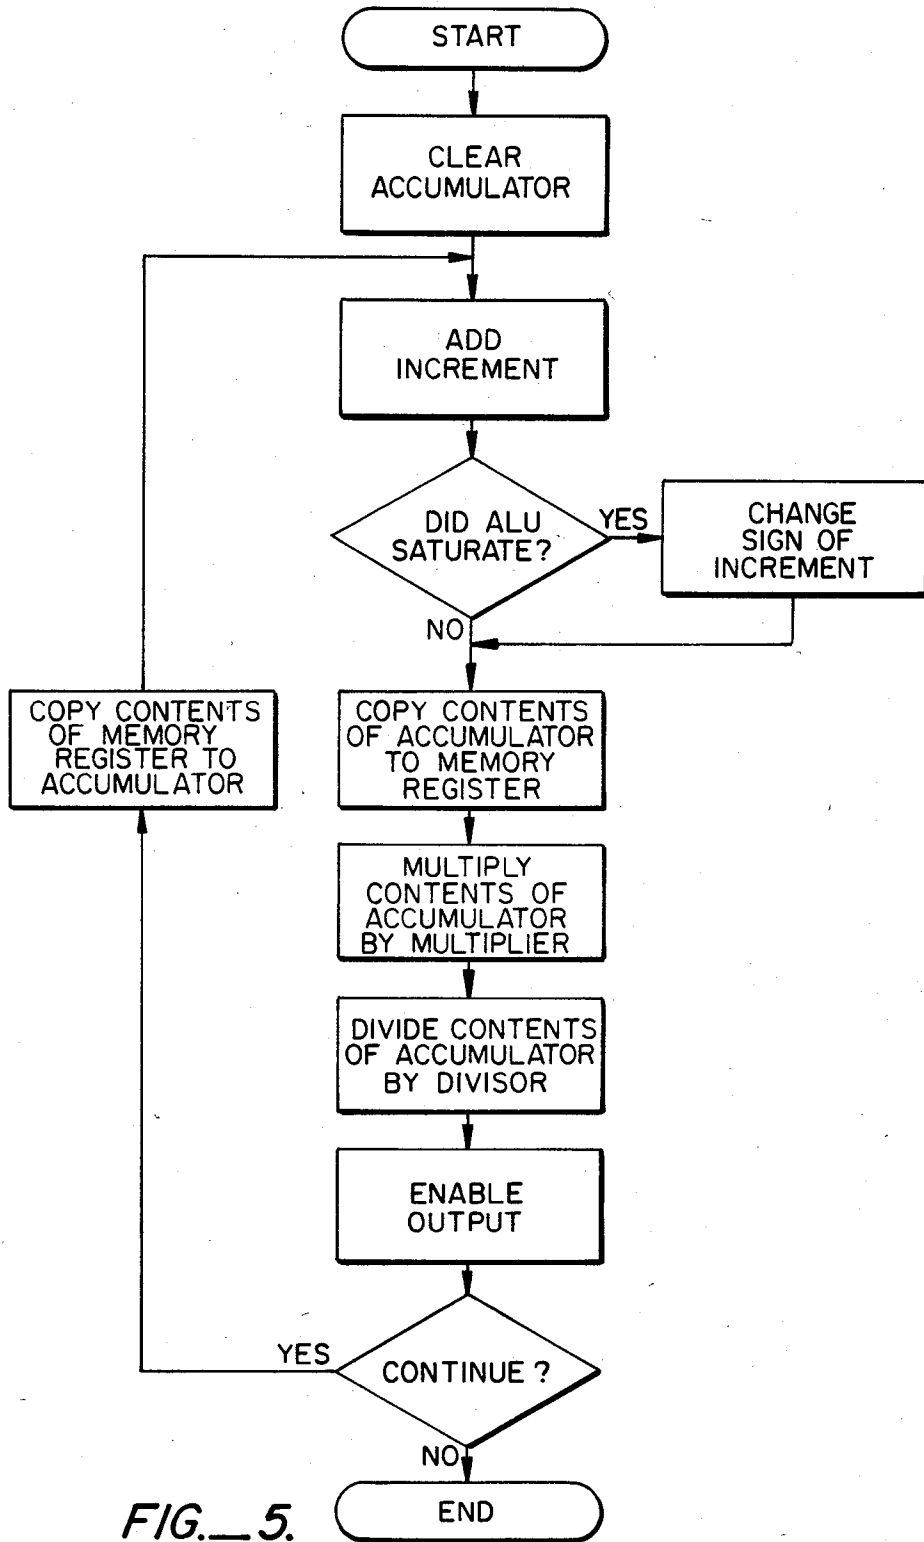 START
CLEAR
ACCUMULATOR
ADD
INCREMENT
DID ALU
SATURATE?
YES
CHANGE
SIGN OF
INCREMENT
NO
COPY CONTENTS
OF MEMORY
REGISTER TO
ACCUMULATOR
COPY CONTENTS
OF ACCUMULATOR
TO MEMORY
REGISTER
MULTIPLY
CONTENTS OF
ACCUMULATOR
BY MULTIPLIER
DIVIDE CONTENTS
OF ACCUMULATOR
BY DIVISOR
ENABLE
OUTPUT
YES
CONTINUE?
NO
END
FIG._5.